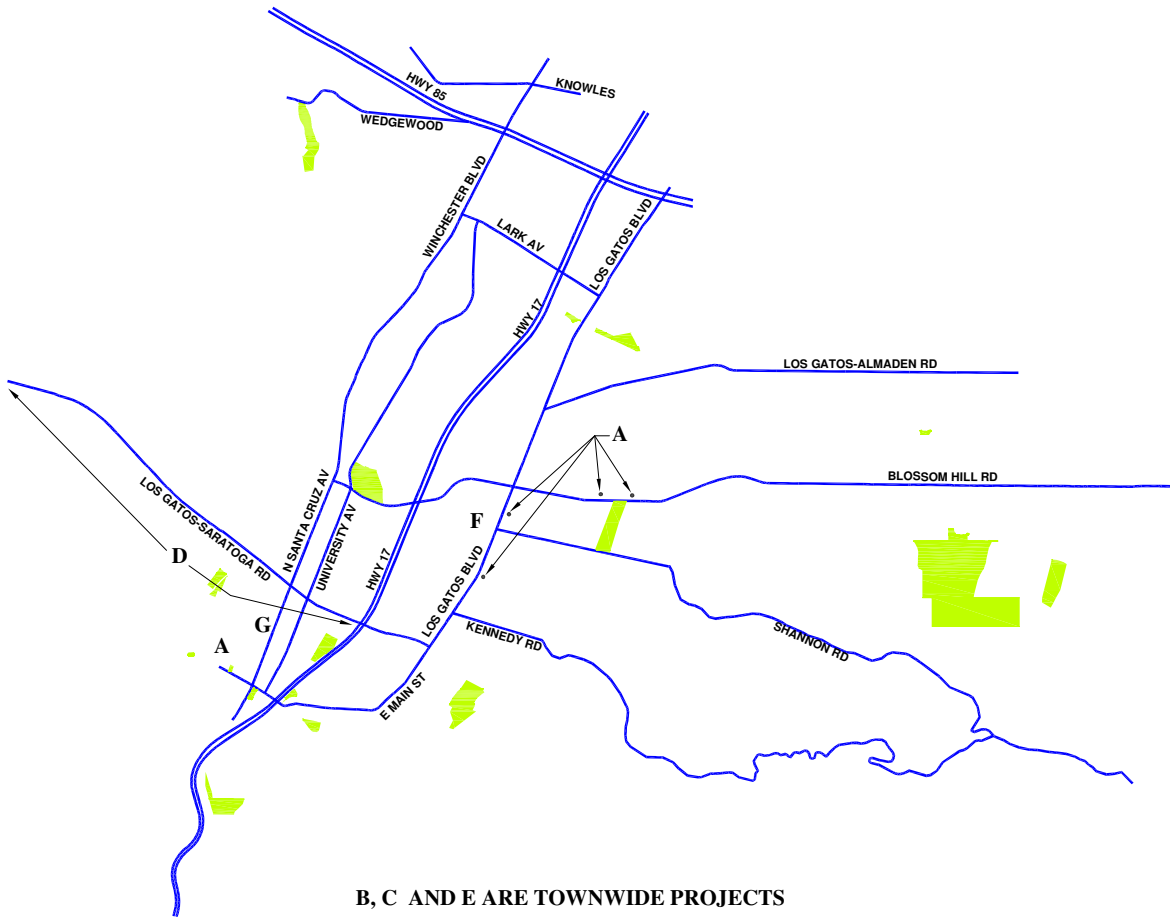 KNOWLES
HWY 85
WEDGEWOOD
WINCHESTER BLVD
LARK AV
LOS GATOS BLVD
HWY 17
LOS GATOS-ALMADEN RD
A
BLOSSOM HILL RD
LOS GATOS-SARATOGA RD
N SANTA CRUZ AV
UNIVERSITY AV
F
HWY 17
D
LOS GATOS BLVD
G
KENNEDY RD
SHANNON RD
A
E MAIN ST
B, C AND E ARE TOWNWIDE PROJECTS